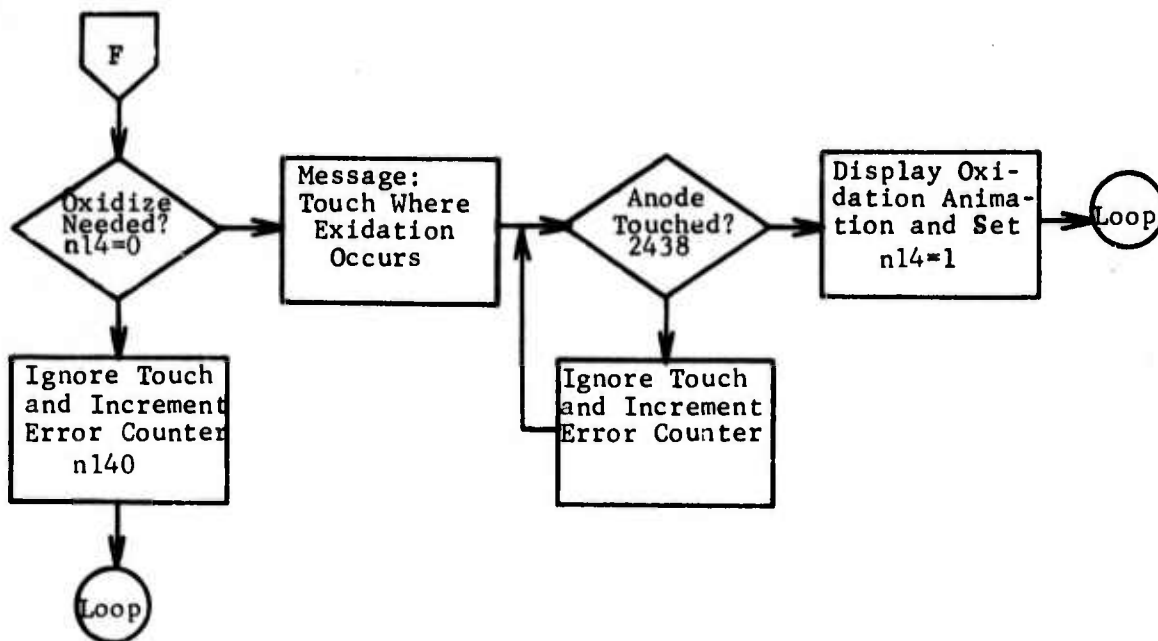 F
Oxidize
Needed?
n14=0
Message:
Touch Where
Exidation
Occurs
Anode
Touched?
2438
Display Oxi-
dation Anima-
tion and Set
n14=1
Loop
Ignore Touch
and Increment
Error Counter
n140
Ignore Touch
and Increment
Error Counter
Loop